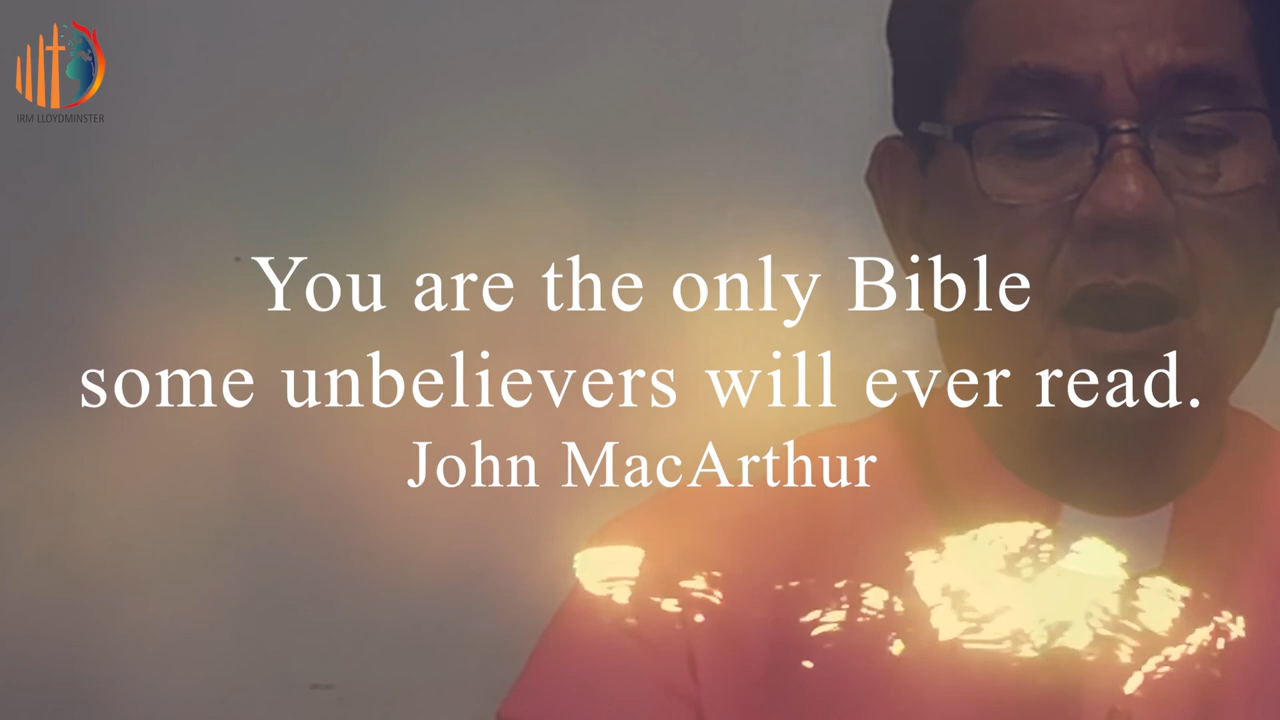 IRM LLOYDMINSTER
You are the only Bible
some unbelievers will ever read.
John MacArthur